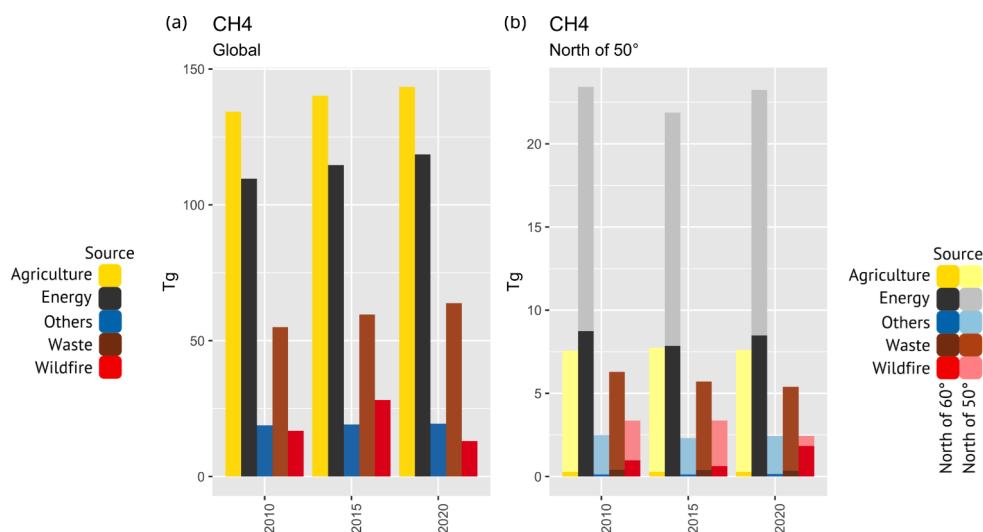 (a) CH4
Global
150
100
50
0
Tg
2010
2015
2020
Source
Agriculture
Energy
Others
Waste
Wildfire
(b) CH4
North of 50°
20
15
10
5
0
Tg
2010
2015
2020
Source
Agriculture
Energy
Others
Waste
Wildfire
North of 60°
North of 50°